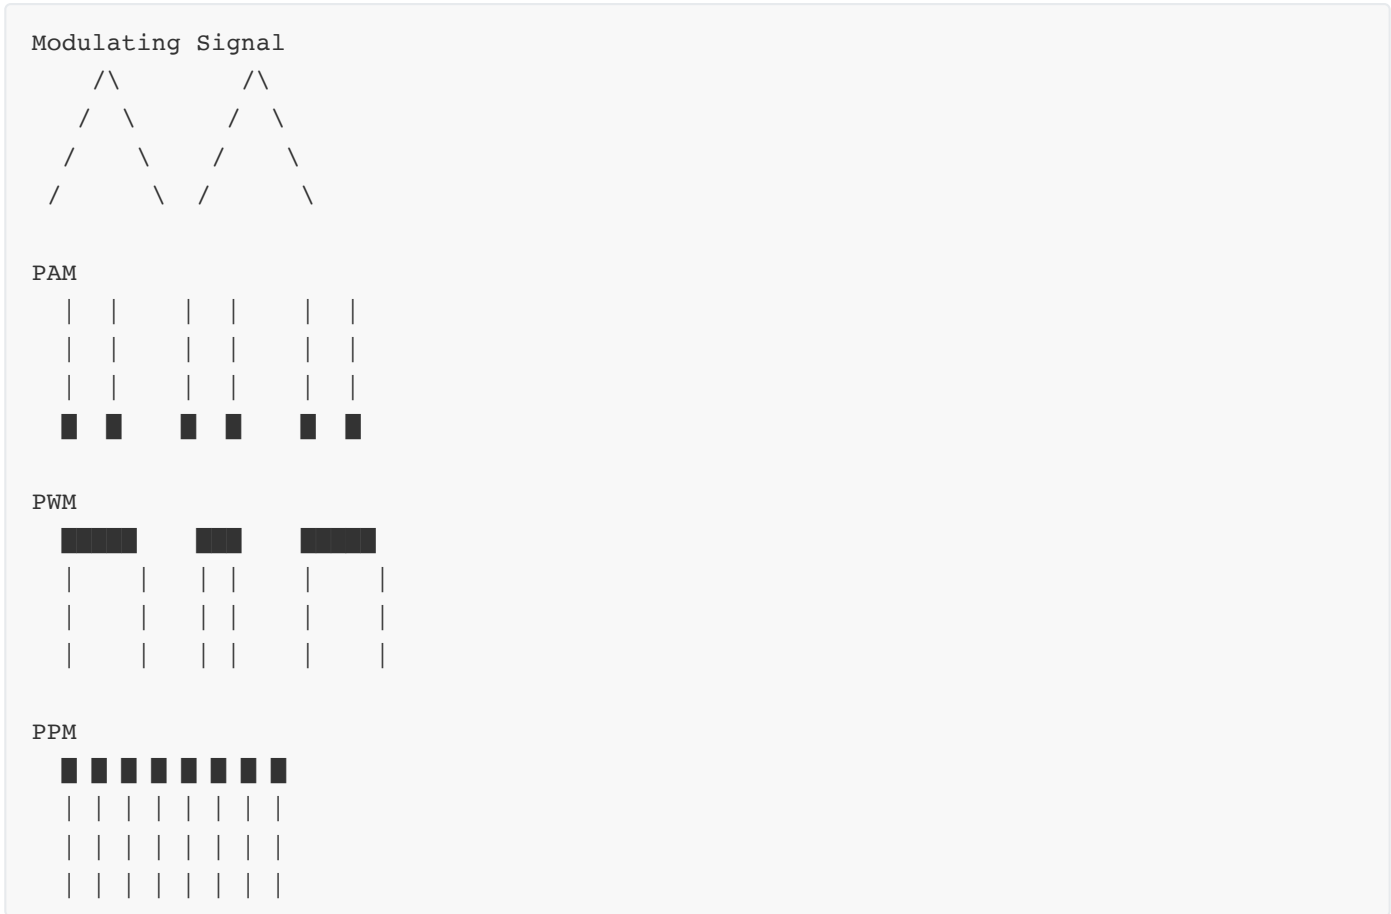 Modulating Signal
    /\        /\
   /  \      /  \
  /    \    /    \
 /      \  /      \
PAM
  |  |    |  |    |  |
  |  |    |  |    |  |
  |  |    |  |    |  |
  █  █    █  █    █  █
PWM
  █████    ███    █████
  |    |   | |    |    |
  |    |   | |    |    |
  |    |   | |    |    |
PPM
  █ █ █ █ █ █ █ █
  | | | | | | | |
  | | | | | | | |
  | | | | | | | |